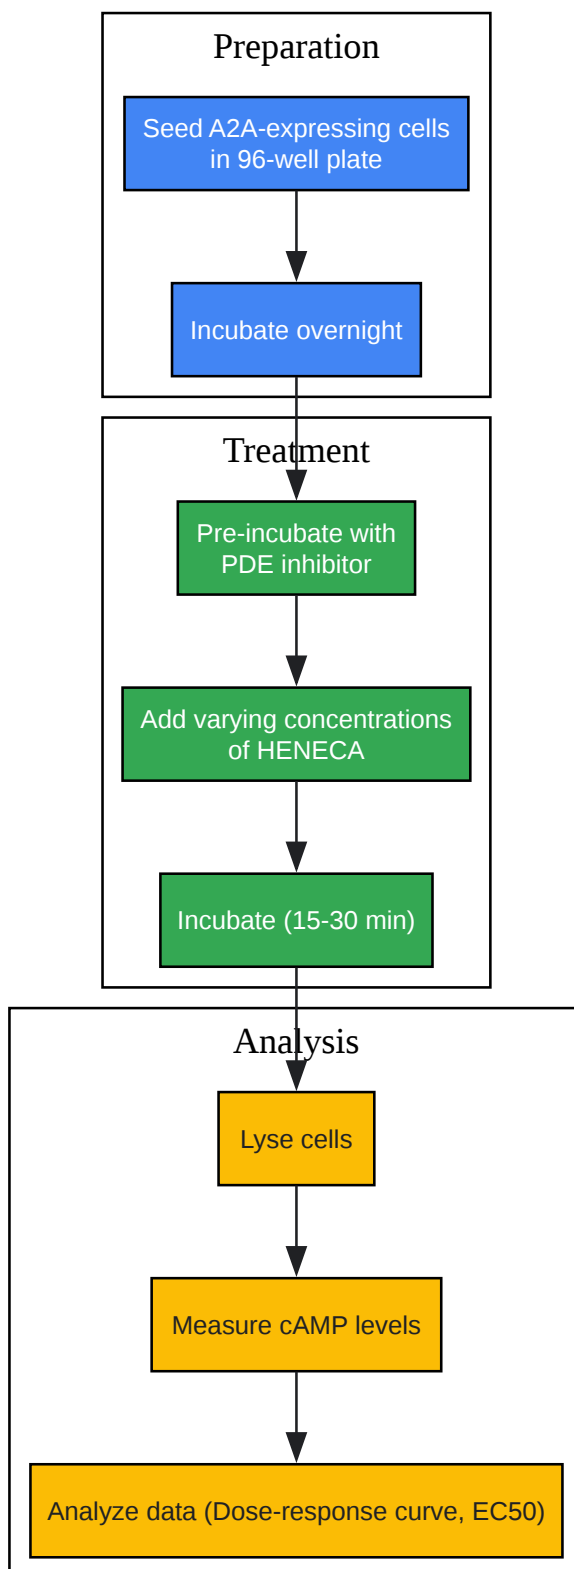 Preparation
Seed A2A-expressing cells
in 96-well plate
Incubate overnight
Treatment
Pre-incubate with
PDE inhibitor
Add varying concentrations
of HENECA
Incubate (15-30 min)
Analysis
Lyse cells
Measure cAMP levels
Analyze data (Dose-response curve, EC50)